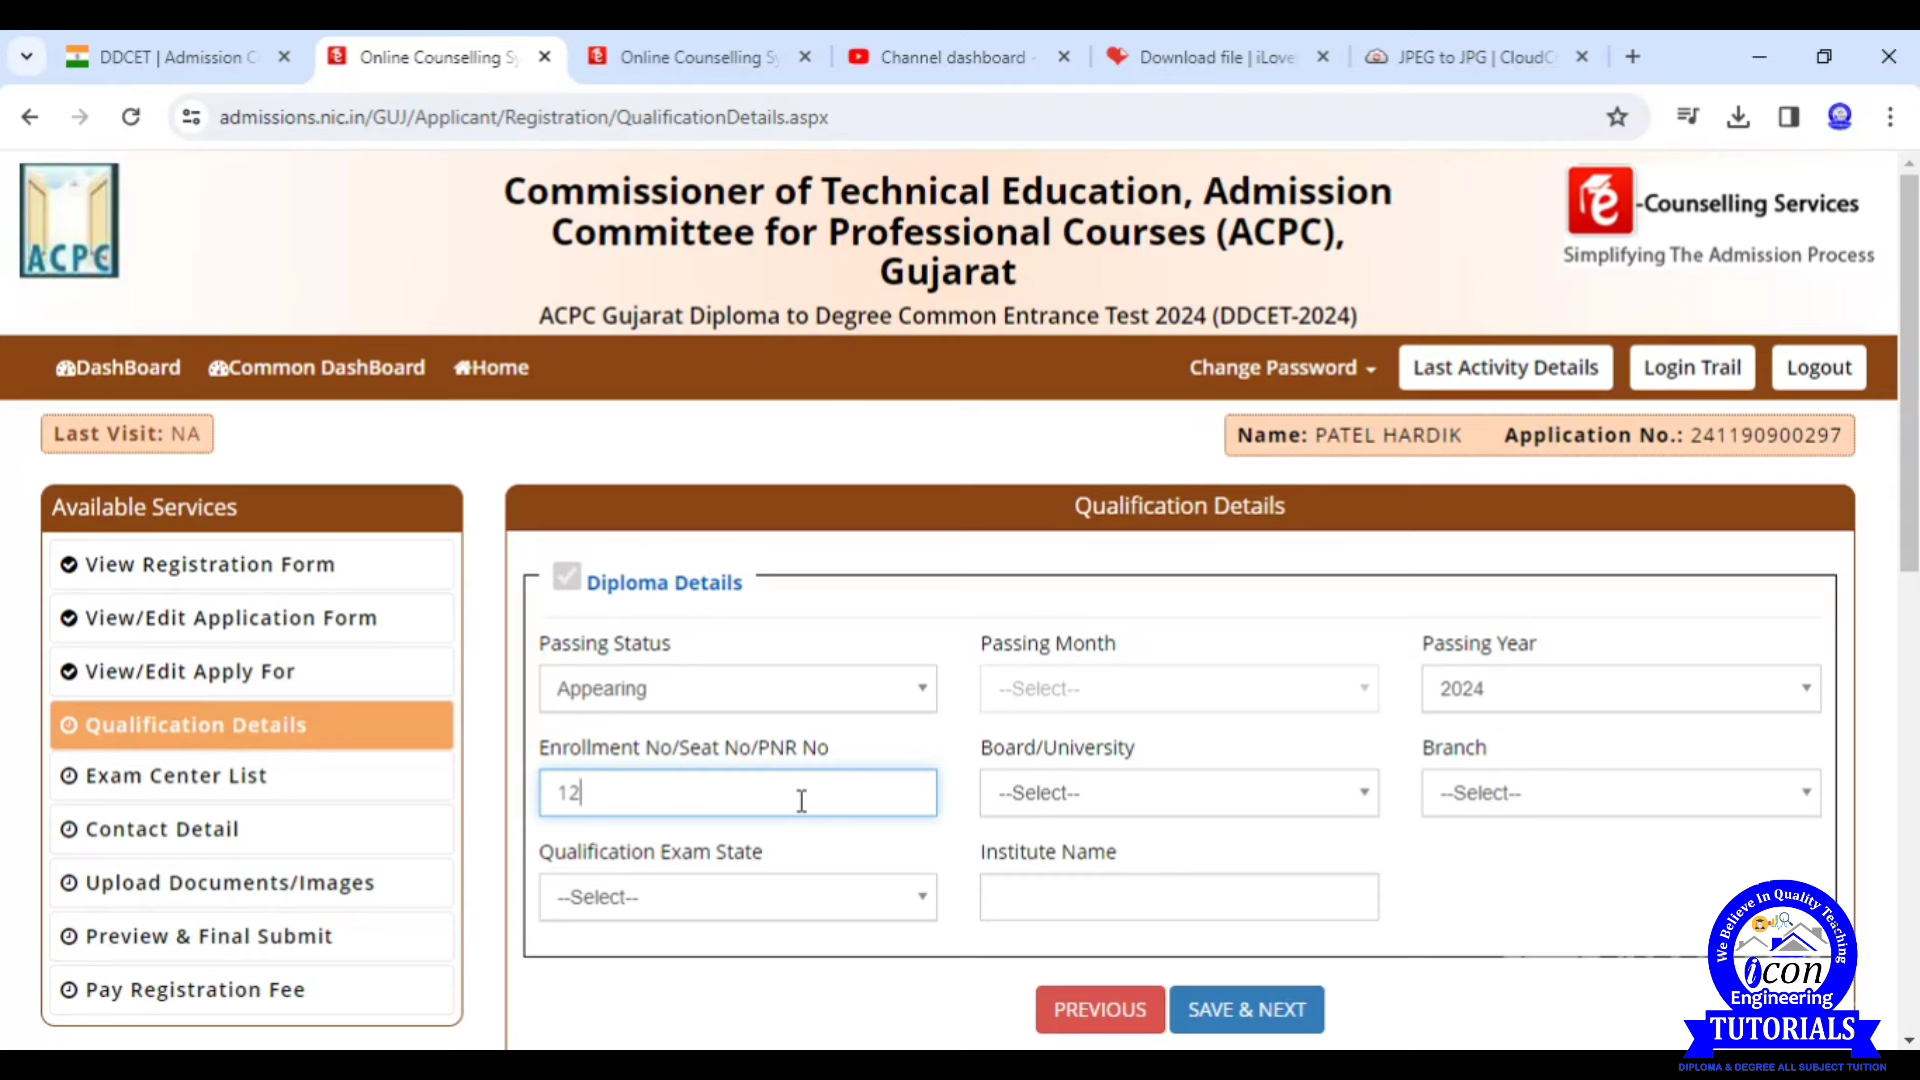 DDCET | Admission C
Online Counselling Sy
Online Counselling Sy
Channel dashboard -
Download file | iLove
JPEG to JPG | CloudC
admissions.nic.in/GUJ/Applicant/Registration/QualificationDetails.aspx
ACPC
Commissioner of Technical Education, Admission
Committee for Professional Courses (ACPC),
Gujarat
ACPC Gujarat Diploma to Degree Common Entrance Test 2024 (DDCET-2024)
e -Counselling Services
Simplifying The Admission Process
DashBoard
Common DashBoard
Home
Change Password
Last Activity Details
Login Trail
Logout
Last Visit: NA
Name: PATEL HARDIK Application No.: 241190900297
Available Services
View Registration Form
View/Edit Application Form
View/Edit Apply For
Qualification Details
Exam Center List
Contact Detail
Upload Documents/Images
Preview & Final Submit
Pay Registration Fee
Qualification Details
Diploma Details
Passing Status
Passing Month
Passing Year
Appearing
--Select--
2024
Enrollment No/Seat No/PNR No
Board/University
Branch
12
--Select--
--Select--
Qualification Exam State
Institute Name
--Select--
PREVIOUS
SAVE & NEXT
We Believe In Quality Teaching
icon
Engineering
TUTORIALS
DIPLOMA & DEGREE ALL SUBJECT TUITION